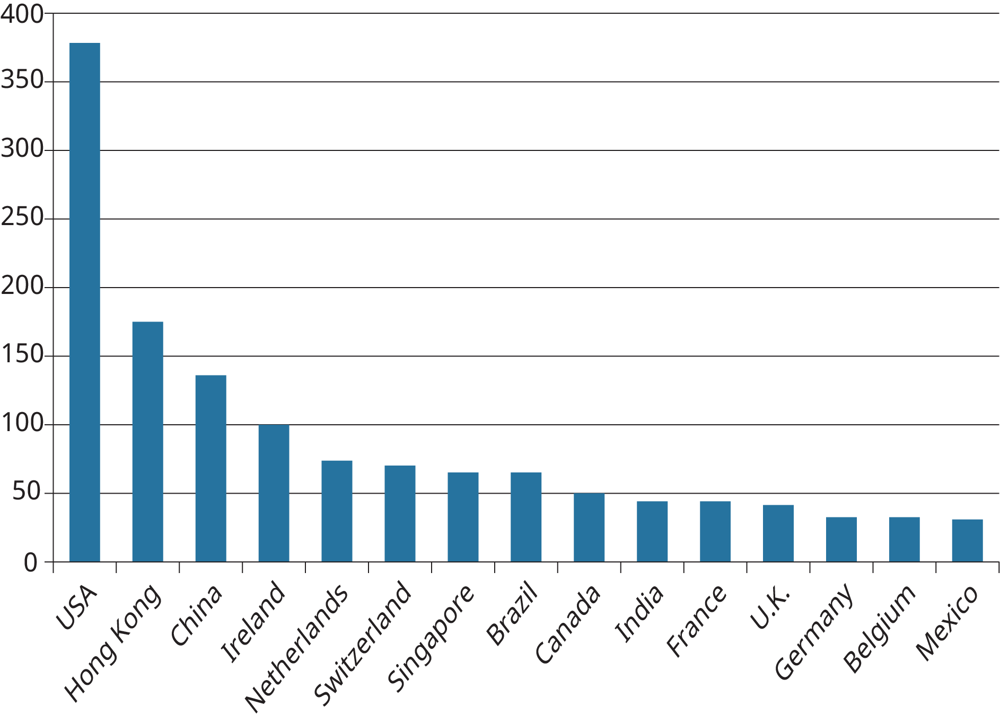 400
350
300
250
200
150
100
50
0
USA
Hong Kong
China
Ireland
Netherlands
Switzerland
Singapore
Brazil
Canada
India
France
U.K.
Germany
Belgium
Mexico